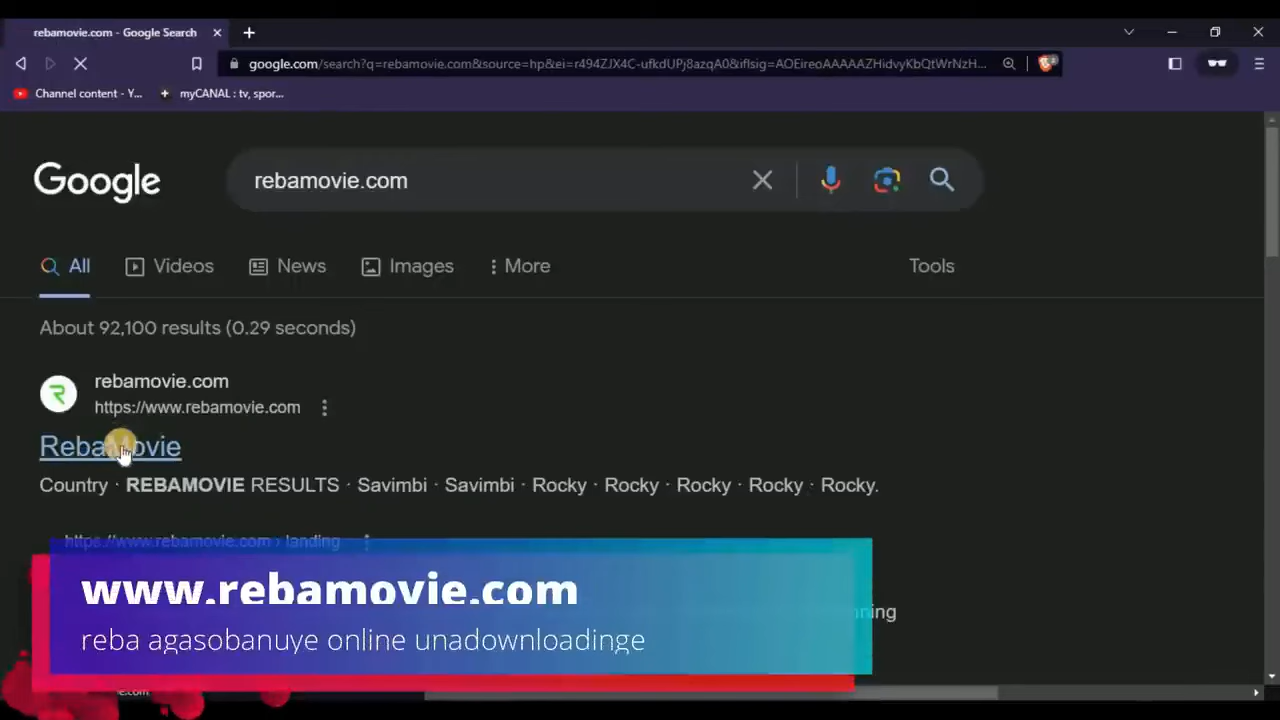 rebamovie.com - Google Search
google.com/search?q=rebamovie.com&source=hp&ei=r494ZJX4C-ufkdUPj8azqA0&iflsig=AOEireoAAAAAZHidvyKbQtWrNzH...
Channel content - Y...
myCANAL : tv, spor...
Google
rebamovie.com
All
Videos
News
Images
More
Tools
About 92,100 results (0.29 seconds)
rebamovie.com
https://www.rebamovie.com
RebaMovie
Country · REBAMOVIE RESULTS · Savimbi · Savimbi · Rocky · Rocky · Rocky · Rocky · Rocky.
https://www.rebamovie.com › landing
www.rebamovie.com
reba agasobanuye online unadownloadinge